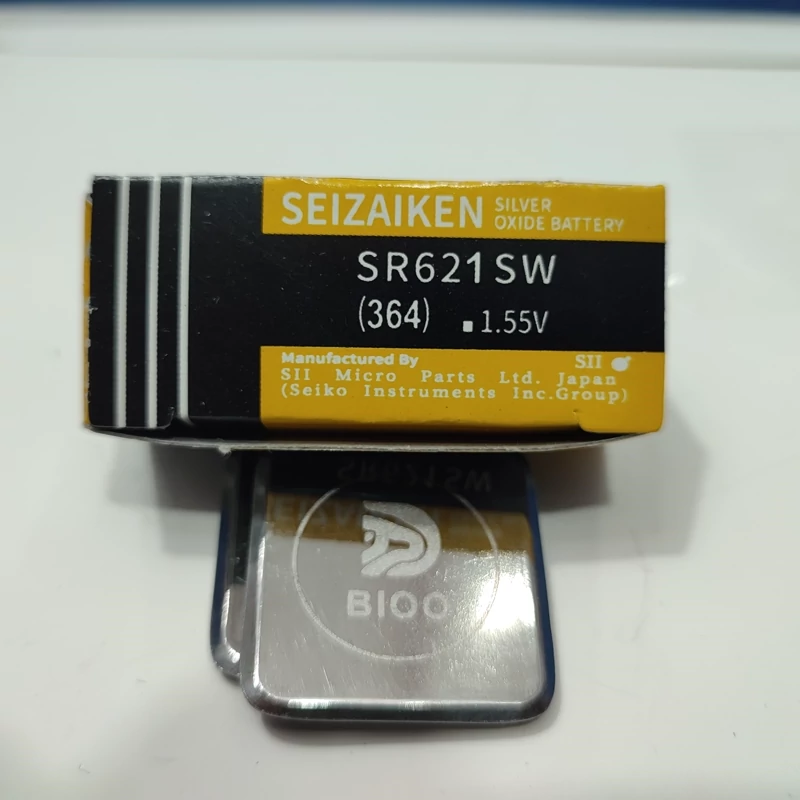 SEIZAIKEN SILVER
OXIDE BATTERY
SR621SW
(364) 1.55V
Manufactured By SII
SII Micro Parts Ltd. Japan
(Seiko Instruments Inc.Group)
BIOO